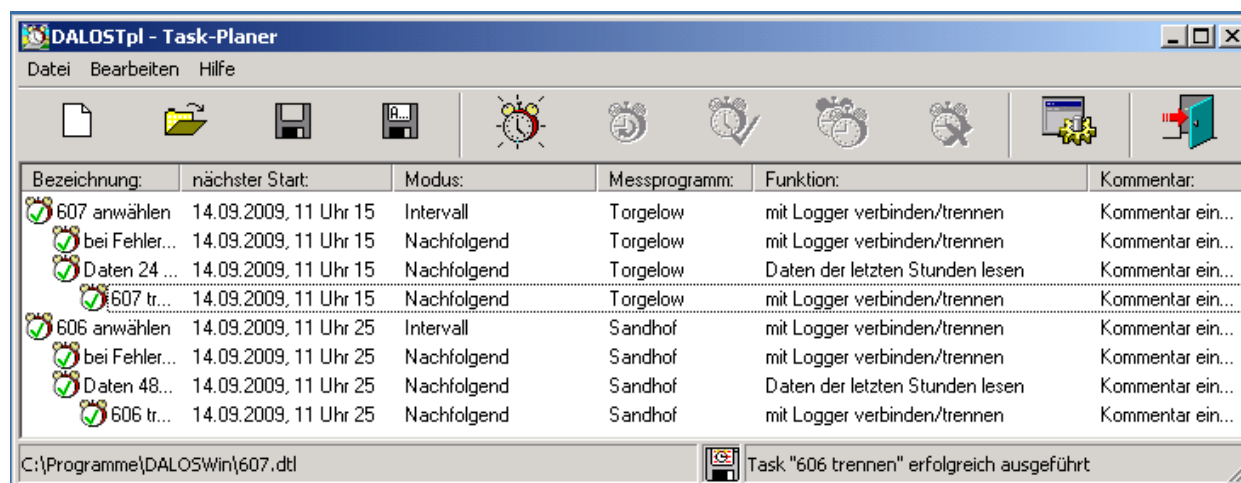 DALOSTpl - Task-Planer
Datei Bearbeiten Hilfe
A...
Bezeichnung: nächster Start: Modus: Messprogramm: Funktion: Kommentar:
607 anwählen 14.09.2009, 11 Uhr 15 Intervall Torgelow mit Logger verbinden/trennen Kommentar ein...
bei Fehler... 14.09.2009, 11 Uhr 15 Nachfolgend Torgelow mit Logger verbinden/trennen Kommentar ein...
Daten 24 ... 14.09.2009, 11 Uhr 15 Nachfolgend Torgelow Daten der letzten Stunden lesen Kommentar ein...
607 tr... 14.09.2009, 11 Uhr 15 Nachfolgend Torgelow mit Logger verbinden/trennen Kommentar ein...
606 anwählen 14.09.2009, 11 Uhr 25 Intervall Sandhof mit Logger verbinden/trennen Kommentar ein...
bei Fehler... 14.09.2009, 11 Uhr 25 Nachfolgend Sandhof mit Logger verbinden/trennen Kommentar ein...
Daten 48... 14.09.2009, 11 Uhr 25 Nachfolgend Sandhof Daten der letzten Stunden lesen Kommentar ein...
606 tr... 14.09.2009, 11 Uhr 25 Nachfolgend Sandhof mit Logger verbinden/trennen Kommentar ein...
C:\Programme\DALOSWin\607.dtl Task "606 trennen" erfolgreich ausgeführt